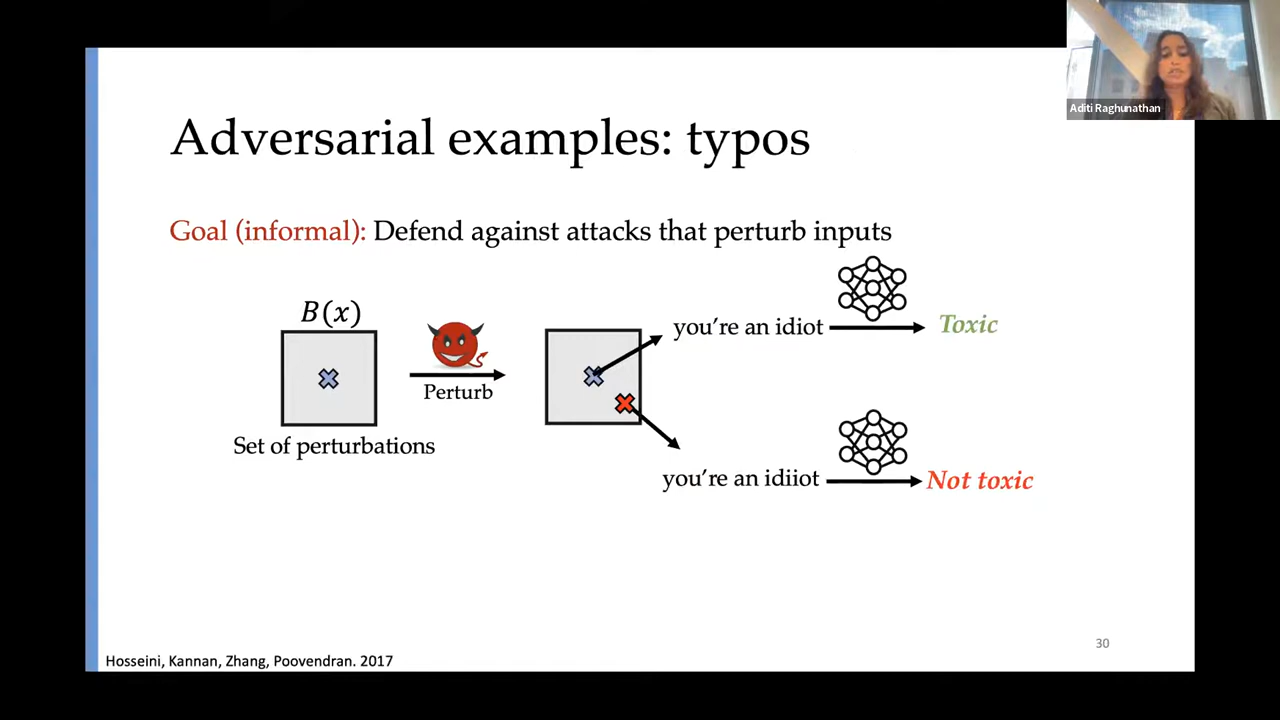 Aditi Raghunathan
Adversarial examples: typos
Goal (informal): Defend against attacks that perturb inputs
B(x)
Perturb
Set of perturbations
you're an idiot
Toxic
you're an idiiot
Not toxic
30
Hosseini, Kannan, Zhang, Poovendran. 2017